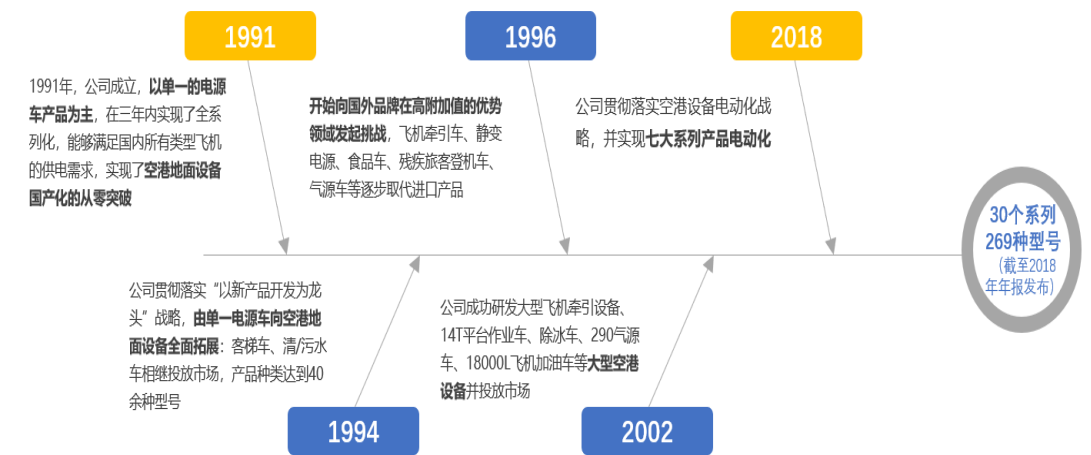 1991
1991年，公司成立，以单一的电源
车产品为主，在三年内实现了全系
列化，能够满足国内所有类型飞机
的供电需求，实现了空港地面设备
国产化的从零突破
1996
开始向国外品牌在高附加值的优势
领域发起挑战，飞机牵引车、静变
电源、食品车、残疾旅客登机车、
气源车等逐步取代进口产品
2018
公司贯彻落实空港设备电动化战
略，并实现七大系列产品电动化
30个系列
269种型号
（截至2018
年年报发布）
公司贯彻落实“以新产品开发为龙
头”战略，由单一电源车向空港地
面设备全面拓展：客梯车、清/污水
车相继投放市场，产品种类达到40
余种型号
1994
公司成功研发大型飞机牵引设备、
14T平台作业车、除冰车、290气源
车、18000L飞机加油车等大型空港
设备并投放市场
2002